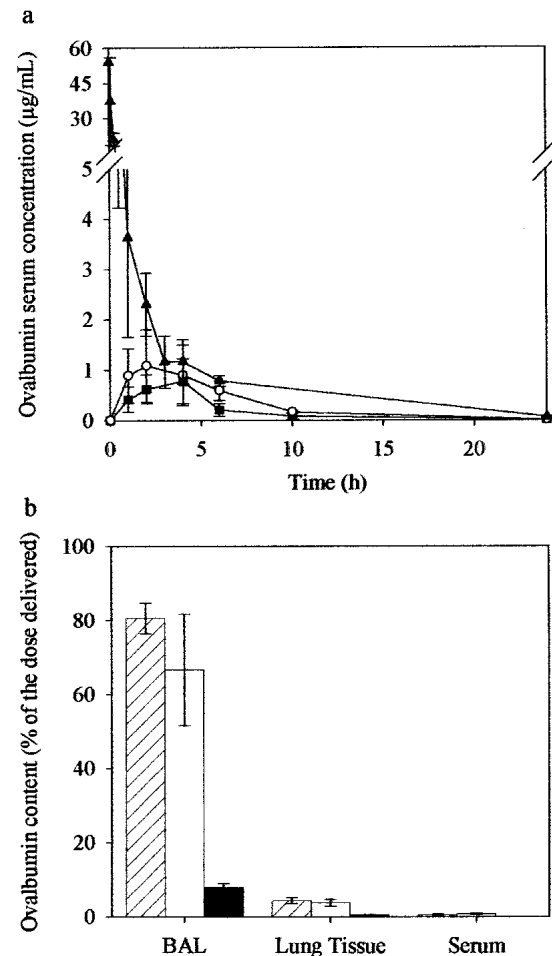 a
Ovalbumin serum concentration (µg/mL)
60
45
30
5
4
3
2
1
0
0 5 10 15 20
Time (h)
b
Ovalbumin content (% of the dose delivered)
100
80
60
40
20
0
BAL Lung Tissue Serum